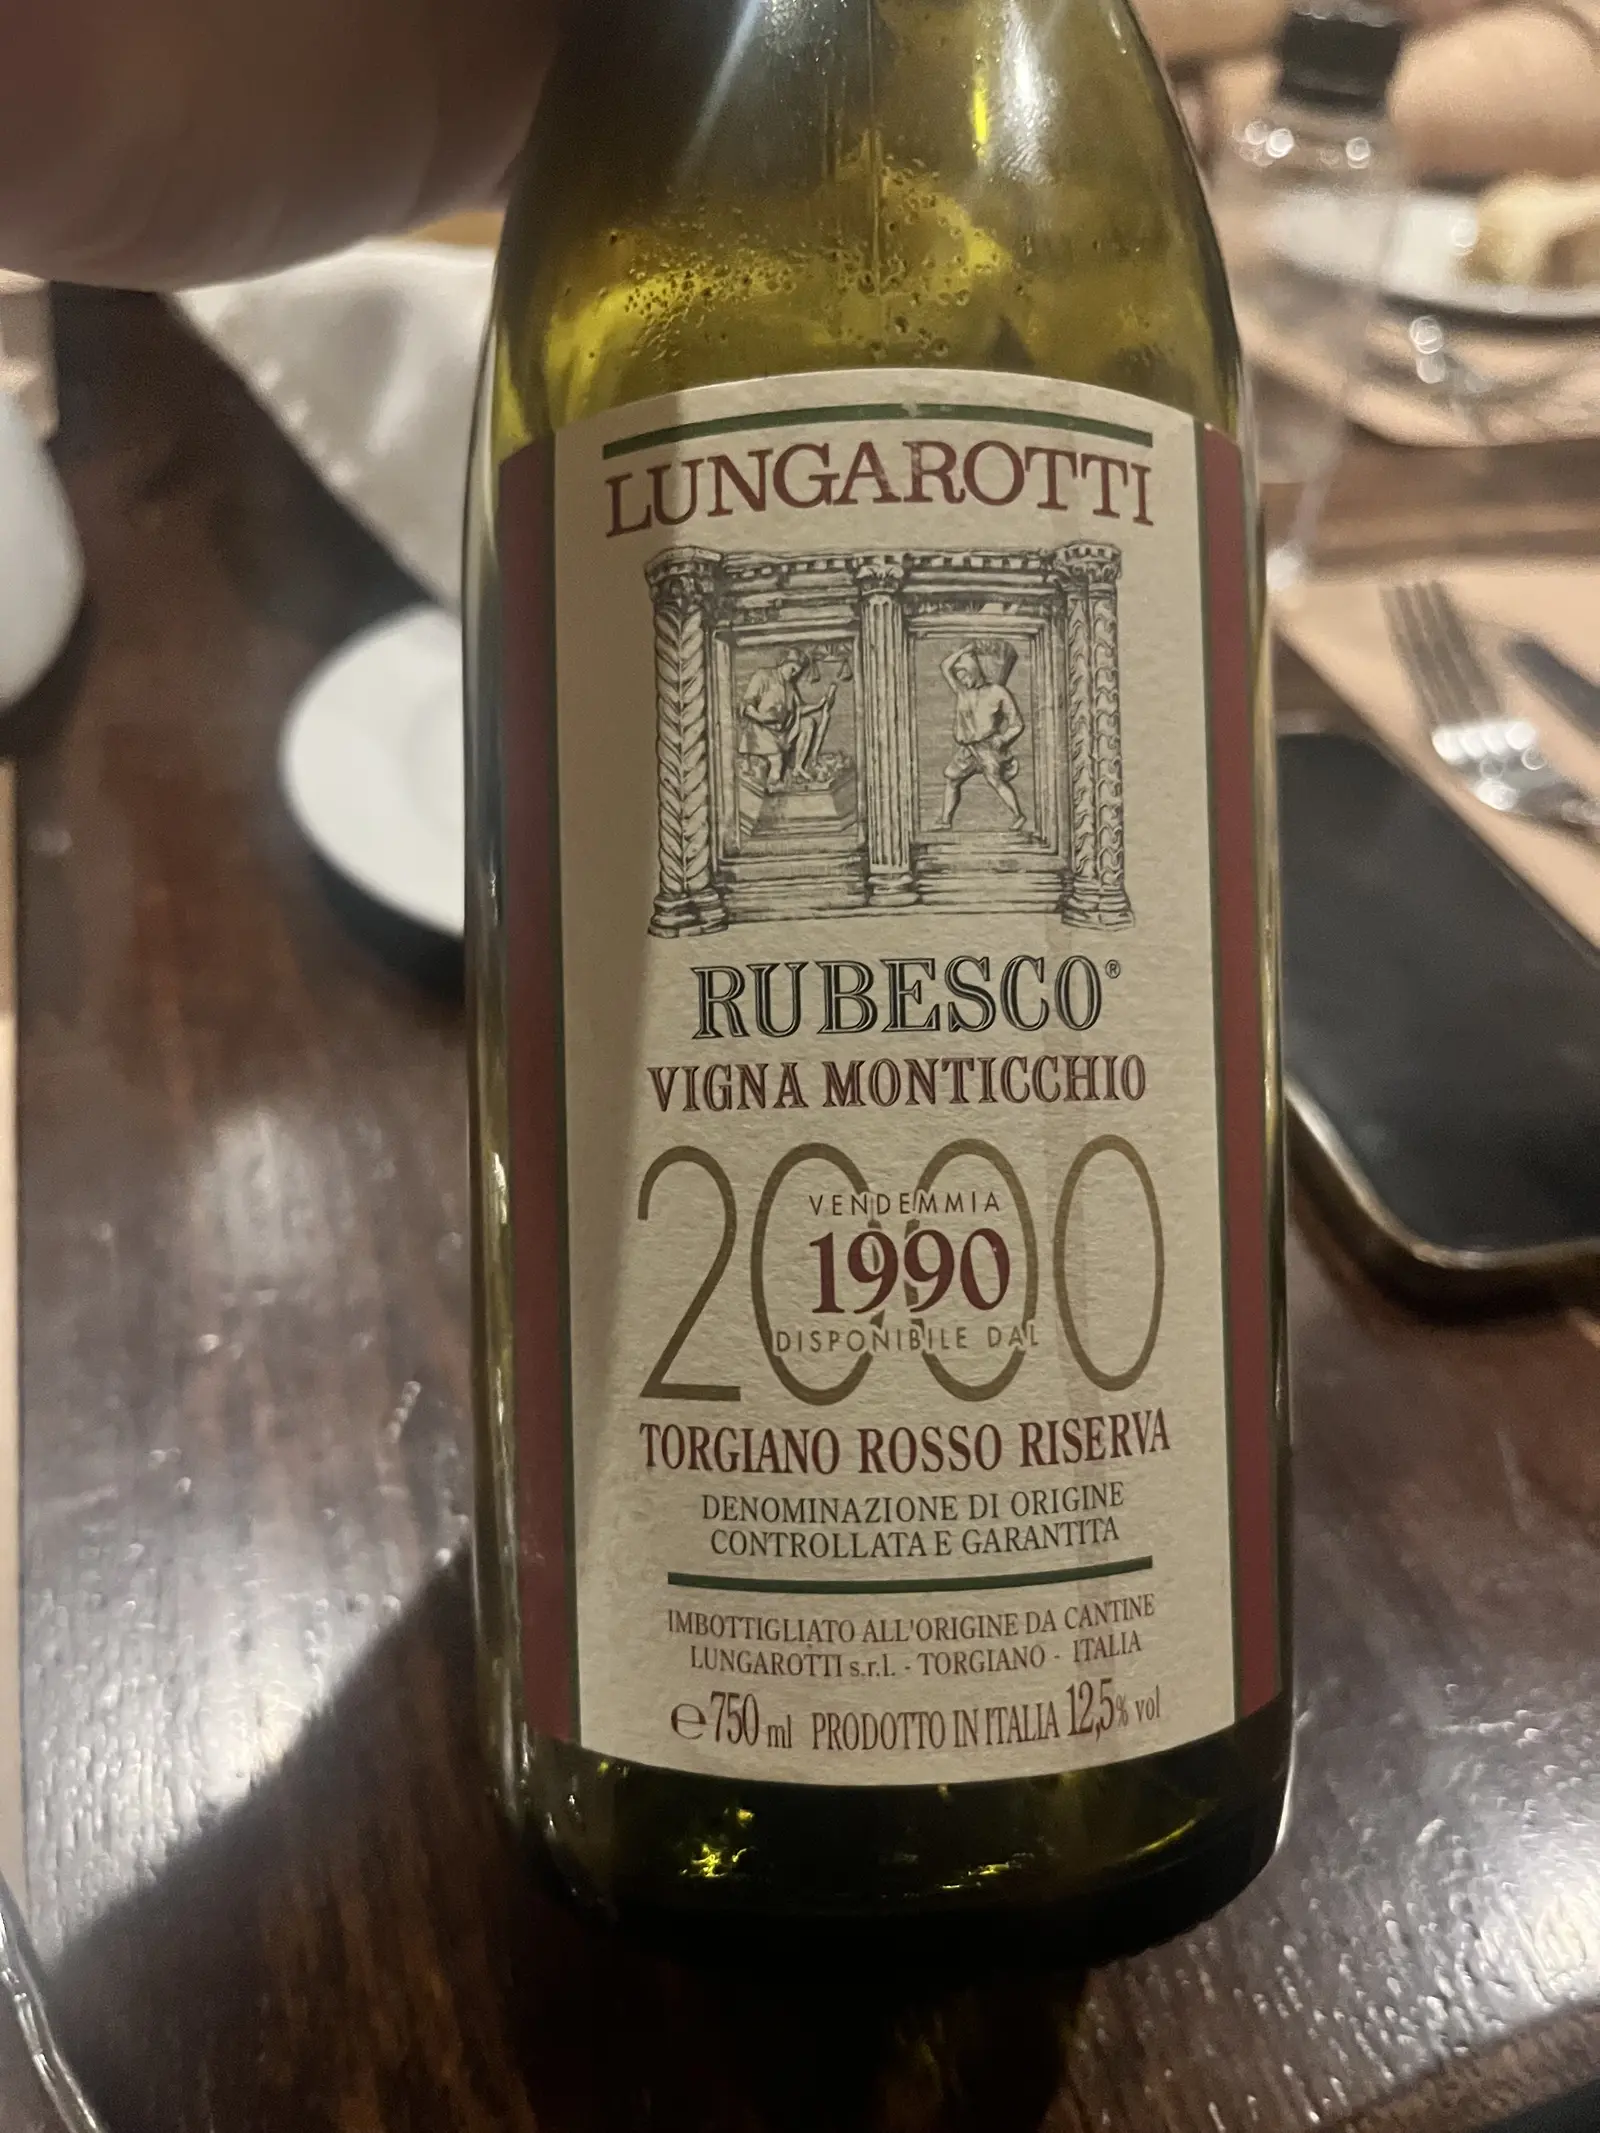 LUNGAROTTI
RUBESCO®
VIGNA MONTICCHIO
2000
VENDEMMIA
1990
DISPONIBILE DAL
TORGIANO ROSSO RISERVA
DENOMINAZIONE DI ORIGINE
CONTROLLATA E GARANTITA
IMBOTTIGLIATO ALL'ORIGINE DA CANTINE
LUNGAROTTI s.r.l. - TORGIANO - ITALIA
℮750 ml PRODOTTO IN ITALIA 12,5% vol